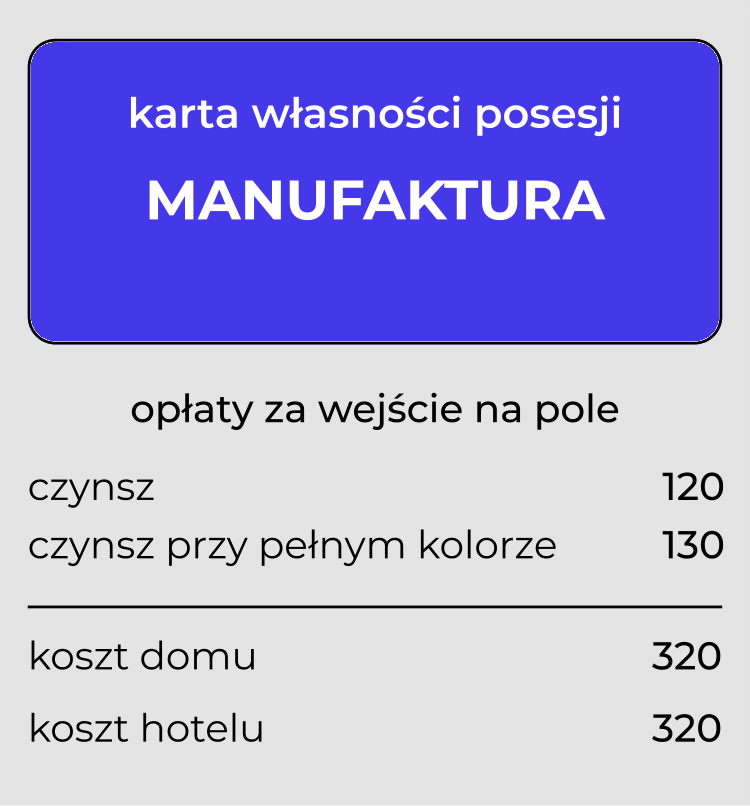 karta własności posesji
MANUFAKTURA
opłaty za wejście na pole
czynsz 120
czynsz przy pełnym kolorze 130
koszt domu 320
koszt hotelu 320